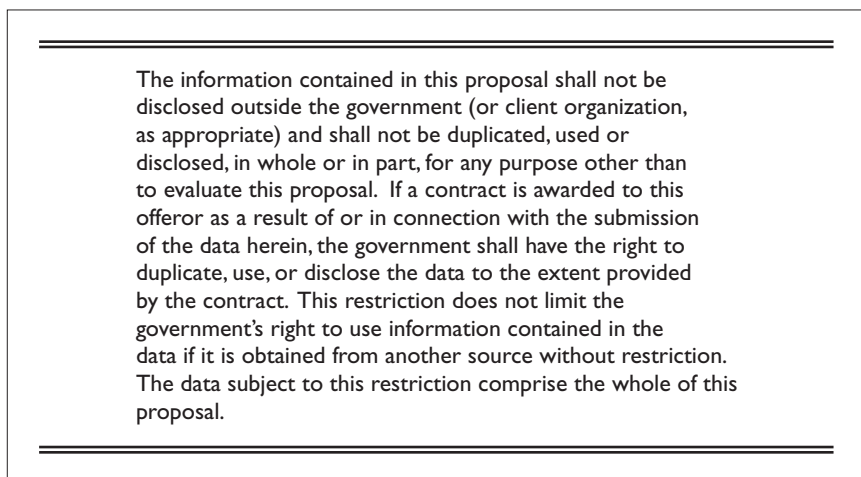 The information contained in this proposal shall not be
disclosed outside the government (or client organization,
as appropriate) and shall not be duplicated, used or
disclosed, in whole or in part, for any purpose other than
to evaluate this proposal.  If a contract is awarded to this
offeror as a result of or in connection with the submission
of the data herein, the government shall have the right to
duplicate, use, or disclose the data to the extent provided
by the contract.  This restriction does not limit the
government’s right to use information contained in the
data if it is obtained from another source without restriction.
The data subject to this restriction comprise the whole of this
proposal.